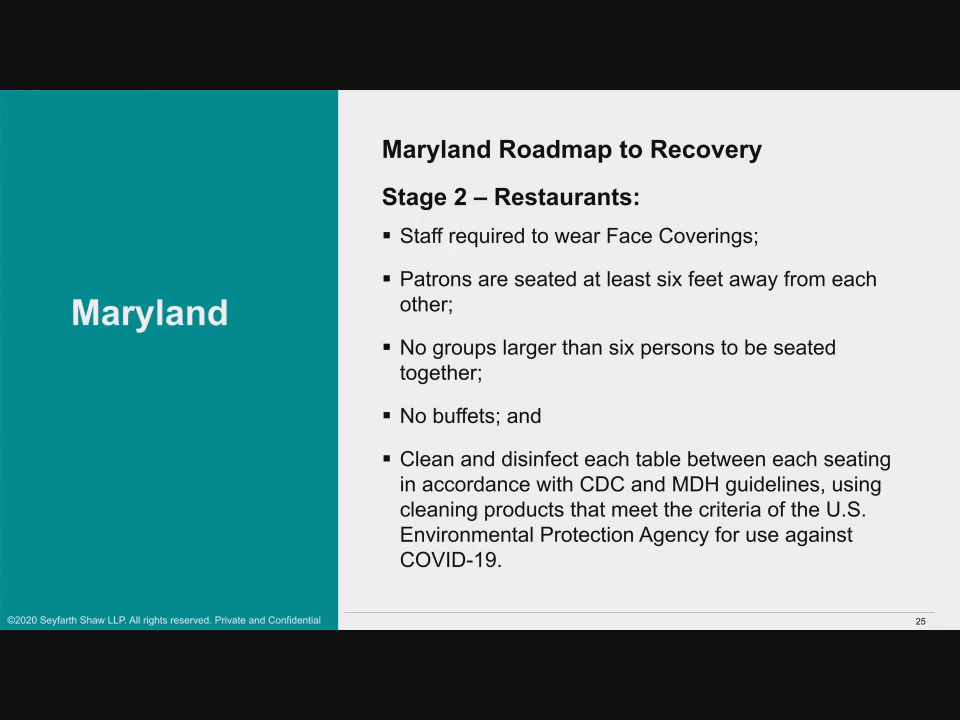 Maryland
Maryland Roadmap to Recovery
Stage 2 – Restaurants:
▪ Staff required to wear Face Coverings;
▪ Patrons are seated at least six feet away from each
other;
▪ No groups larger than six persons to be seated
together;
▪ No buffets; and
▪ Clean and disinfect each table between each seating
in accordance with CDC and MDH guidelines, using
cleaning products that meet the criteria of the U.S.
Environmental Protection Agency for use against
COVID-19.
©2020 Seyfarth Shaw LLP. All rights reserved. Private and Confidential
25